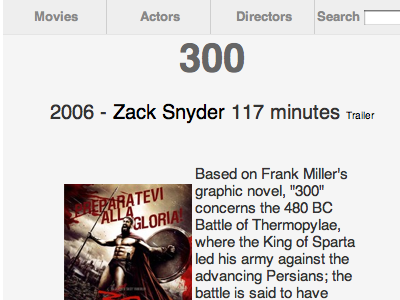 Movies Actors Directors Search
300
2006 - Zack Snyder 117 minutes Trailer
Based on Frank Miller's
graphic novel, "300"
concerns the 480 BC
Battle of Thermopylae,
where the King of Sparta
led his army against the
advancing Persians; the
battle is said to have
PREPARATEVI
ALLA
GLORIA!